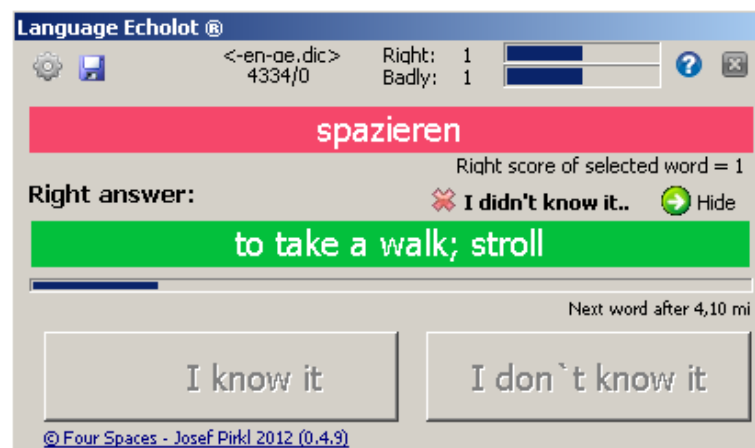 Language Echolot ®
<-en-ge.dic> Right: 1
4334/0 Badly: 1
spazieren
Right score of selected word = 1
Right answer: I didn't know it.. Hide
to take a walk; stroll
Next word after 4,10 mi
I know it I don`t know it
© Four Spaces - Josef Pirkl 2012 (0.4.9)